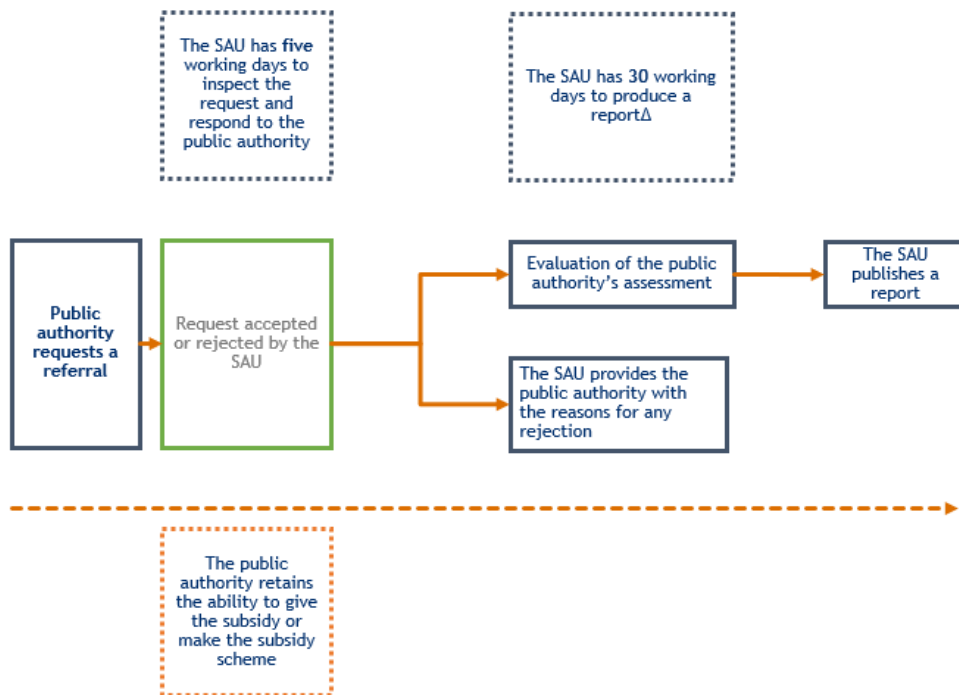 The SAU has five
working days to
inspect the
request and
respond to the
public authority
The SAU has 30 working
days to produce a
reportΔ
Public
authority
requests a
referral
Request accepted
or rejected by the
SAU
Evaluation of the public
authority's assessment
The SAU
publishes a
report
The SAU provides the
public authority with
the reasons for any
rejection
The public
authority retains
the ability to give
the subsidy or
make the subsidy
scheme